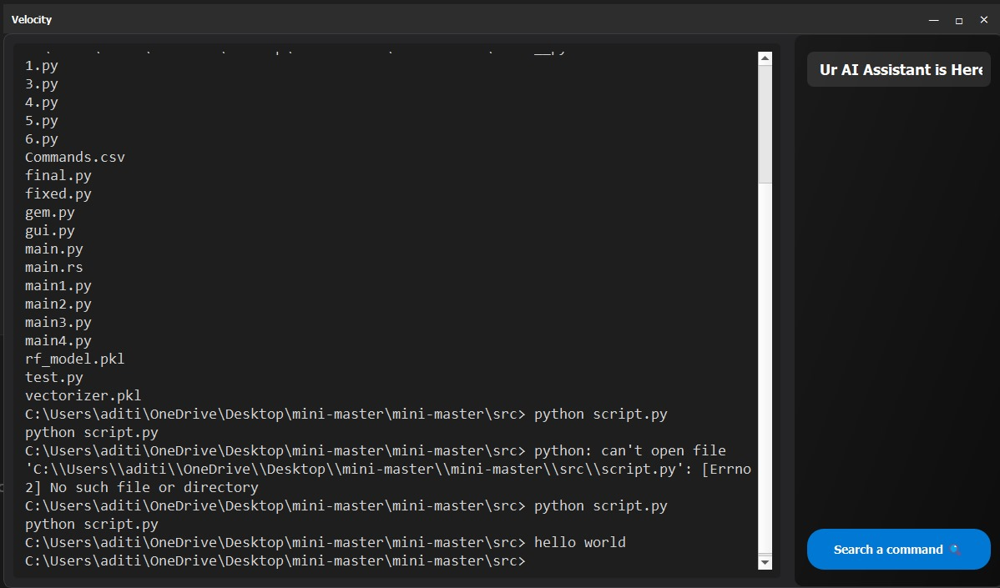 Velocity
__py
1.py
3.py
4.py
5.py
6.py
Commands.csv
final.py
fixed.py
gem.py
gui.py
main.py
main.rs
main1.py
main2.py
main3.py
main4.py
rf_model.pkl
test.py
vectorizer.pkl
C:\Users\aditi\OneDrive\Desktop\mini-master\mini-master\src> python script.py
python script.py
C:\Users\aditi\OneDrive\Desktop\mini-master\mini-master\src> python: can't open file
'C:\\Users\\aditi\\OneDrive\\Desktop\\mini-master\\mini-master\\src\\script.py': [Errno
2] No such file or directory
C:\Users\aditi\OneDrive\Desktop\mini-master\mini-master\src> python script.py
python script.py
C:\Users\aditi\OneDrive\Desktop\mini-master\mini-master\src> hello world
C:\Users\aditi\OneDrive\Desktop\mini-master\mini-master\src>
Ur AI Assistant is Here
Search a command